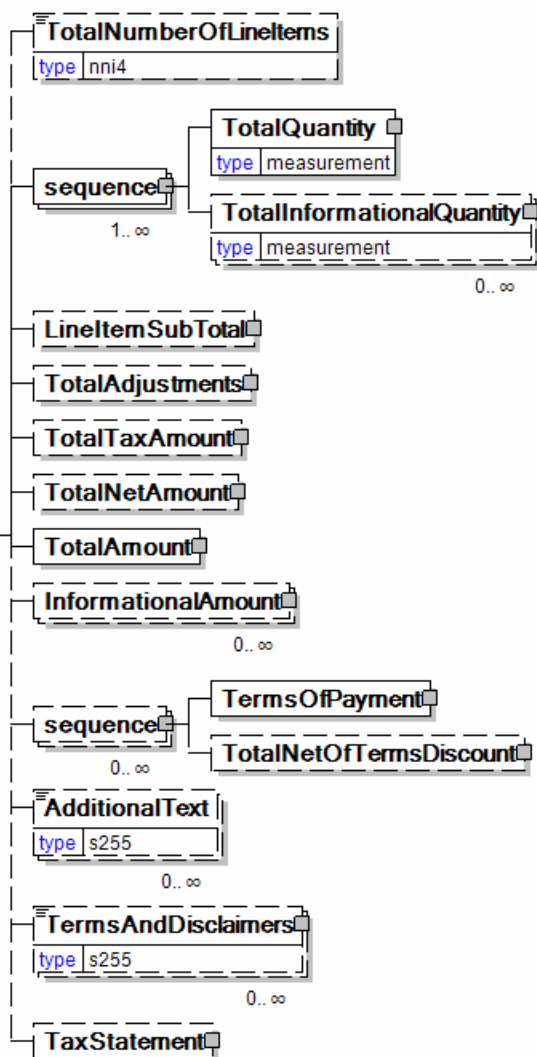 TotalNumberOfLineItems
type nni4
TotalQuantity
type measurement
sequence
1.. ∞
TotalInformationalQuantity
type measurement
0.. ∞
LineItemSubTotal
TotalAdjustments
TotalTaxAmount
TotalNetAmount
TotalAmount
InformationalAmount
0.. ∞
TermsOfPayment
sequence
0.. ∞
TotalNetOfTermsDiscount
AdditionalText
type s255
0.. ∞
TermsAndDisclaimers
type s255
0.. ∞
TaxStatement